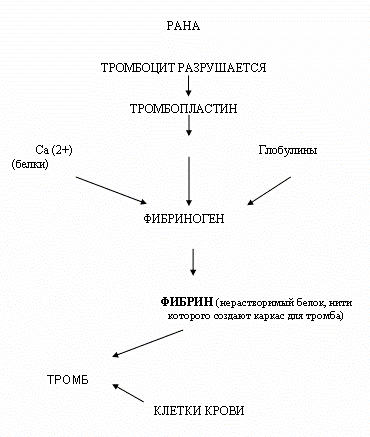 РАНА
ТРОМБОЦИТ РАЗРУШАЕТСЯ
ТРОМБОПЛАСТИН
Са (2+)
(белки)
Глобулины
ФИБРИНОГЕН
ФИБРИН (нерастворимый белок, нити
которого создают каркас для тромба)
ТРОМБ
КЛЕТКИ КРОВИ